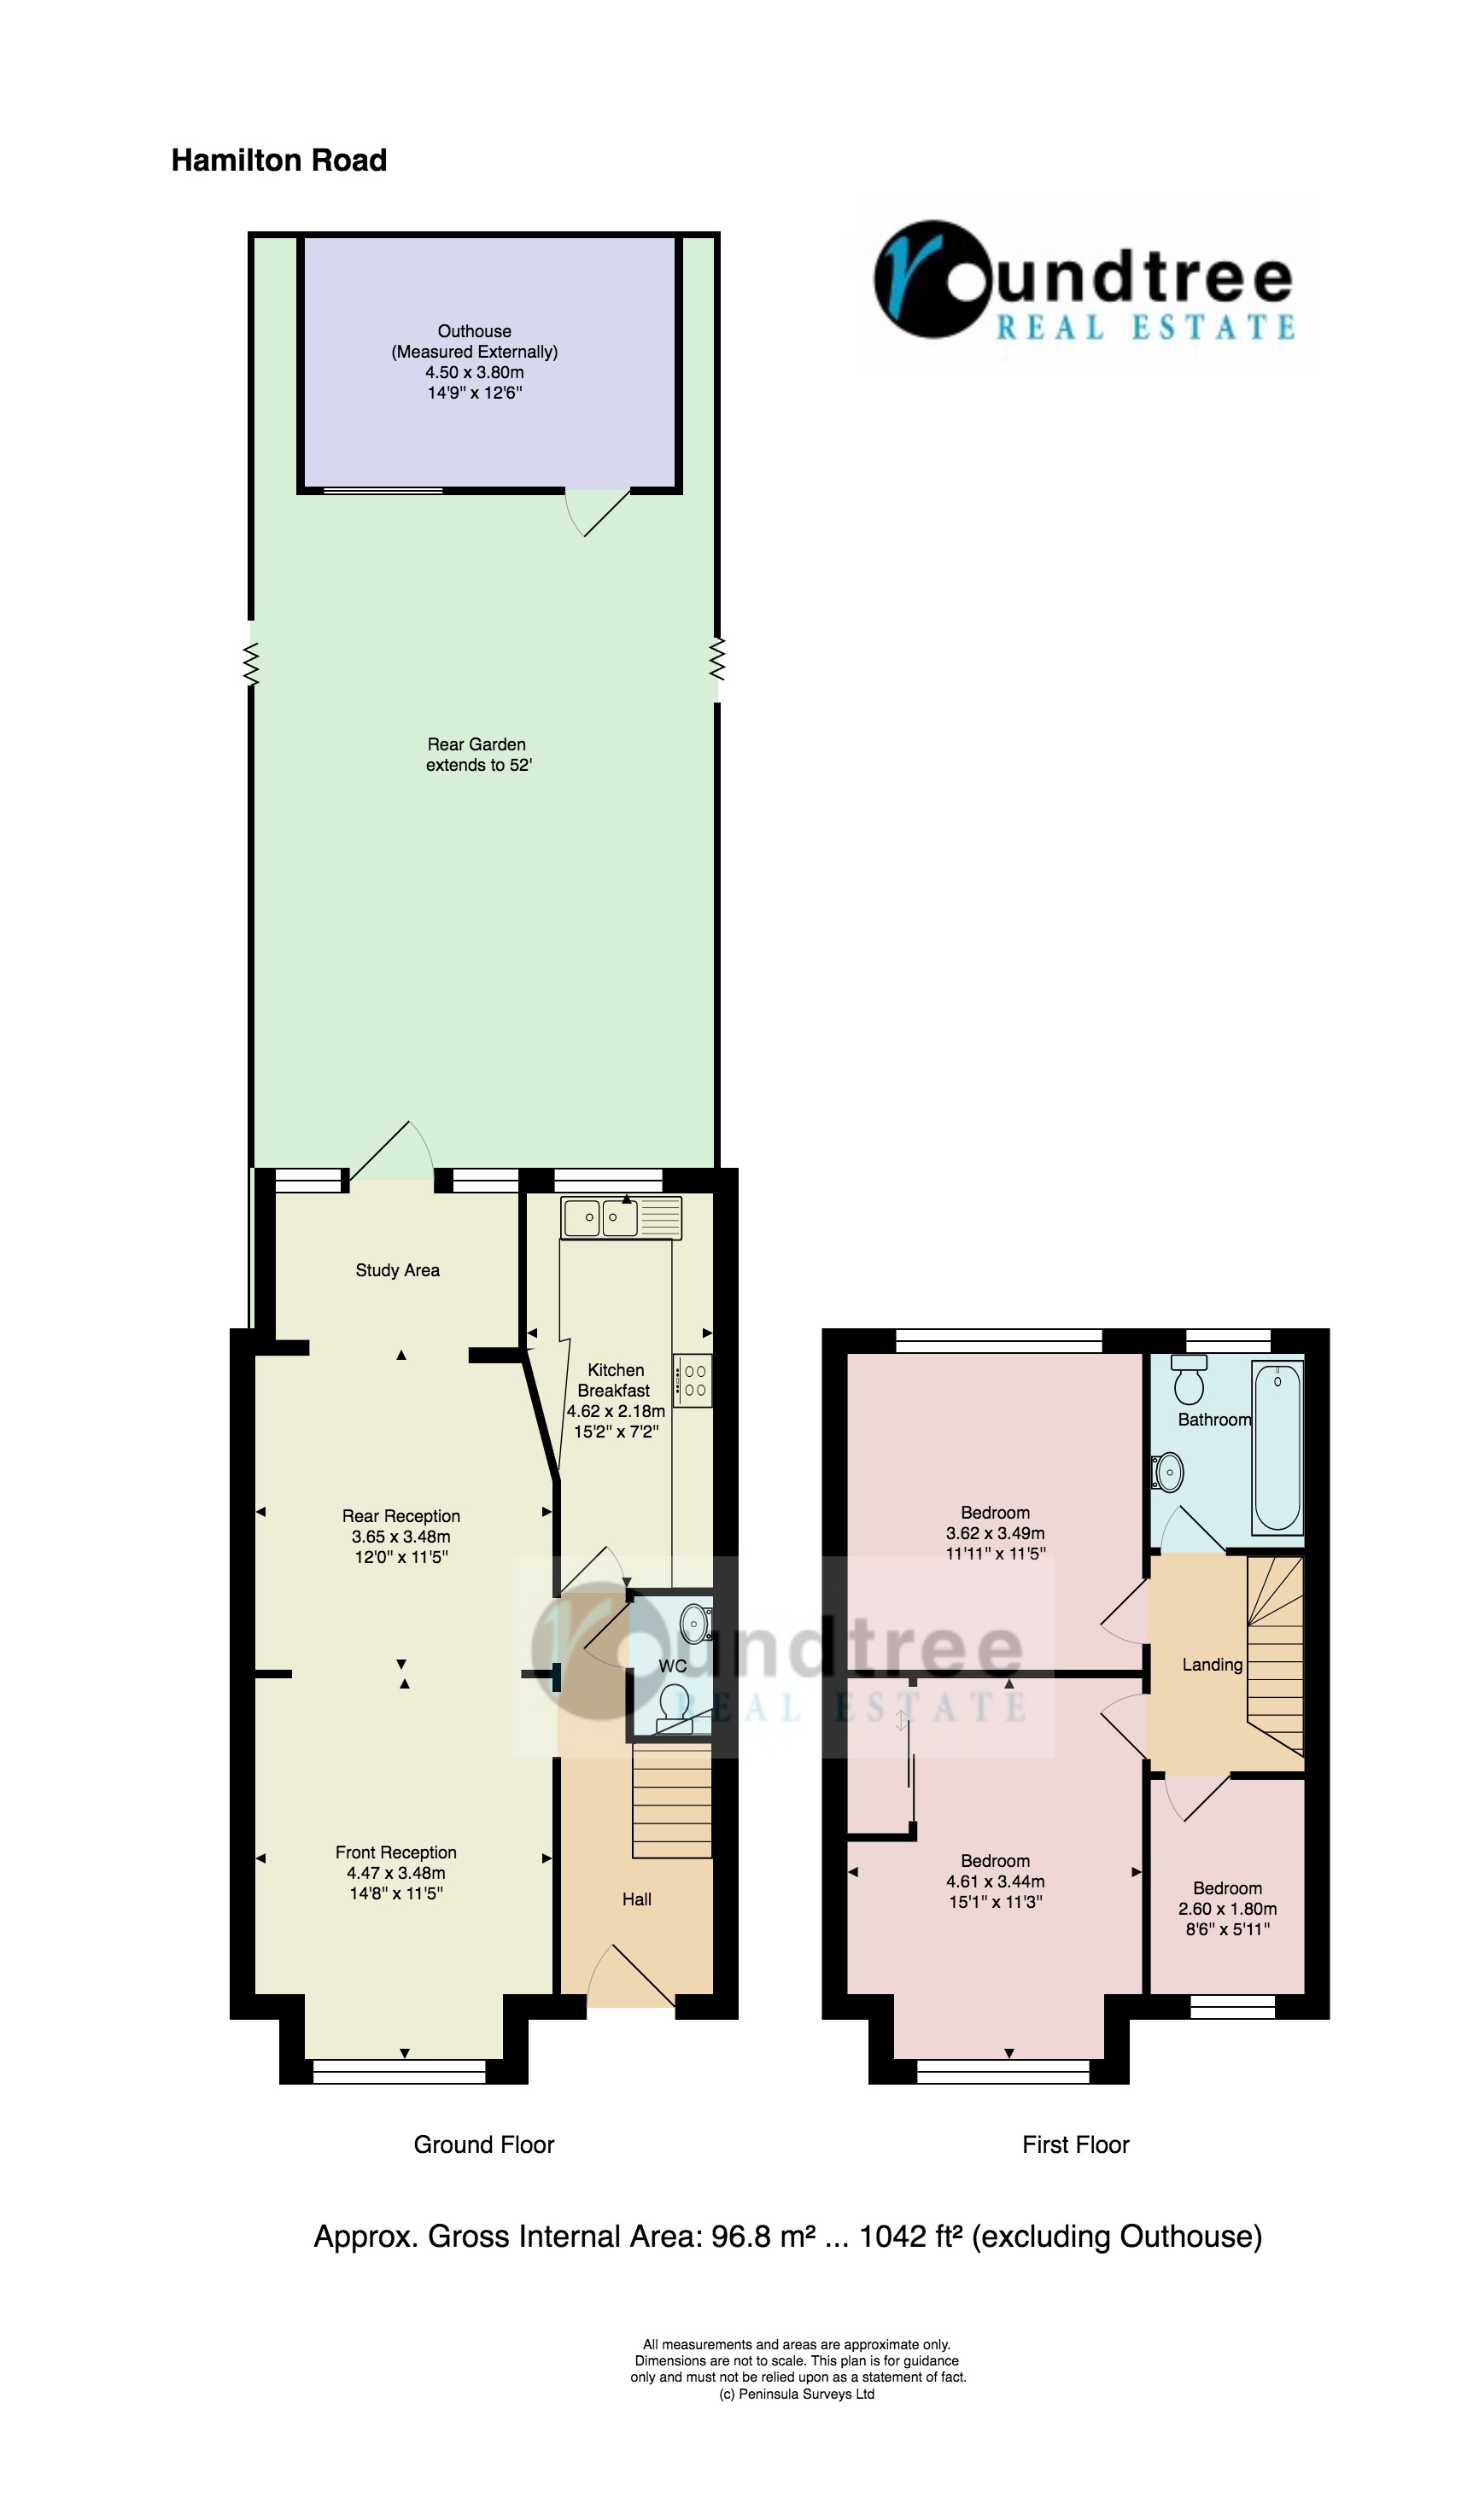 Hamilton Road
roundtree
REAL ESTATE
Outhouse
(Measured Externally)
4.50 x 3.80m
14'9" x 12'6"
Rear Garden
extends to 52'
Study Area
Kitchen
Breakfast
4.62 x 2.18m
15'2" x 7'2"
Rear Reception
3.65 x 3.48m
12'0" x 11'5"
WC
Front Reception
4.47 x 3.48m
14'8" x 11'5"
Hall
Bathroom
Bedroom
3.62 x 3.49m
11'11" x 11'5"
Landing
Bedroom
4.61 x 3.44m
15'1" x 11'3"
Bedroom
2.60 x 1.80m
8'6" x 5'11"
roundtree
REAL ESTATE
Ground Floor
First Floor
Approx. Gross Internal Area: 96.8 m² ... 1042 ft² (excluding Outhouse)
All measurements and areas are approximate only.
Dimensions are not to scale. This plan is for guidance
only and must not be relied upon as a statement of fact.
(c) Peninsula Surveys Ltd